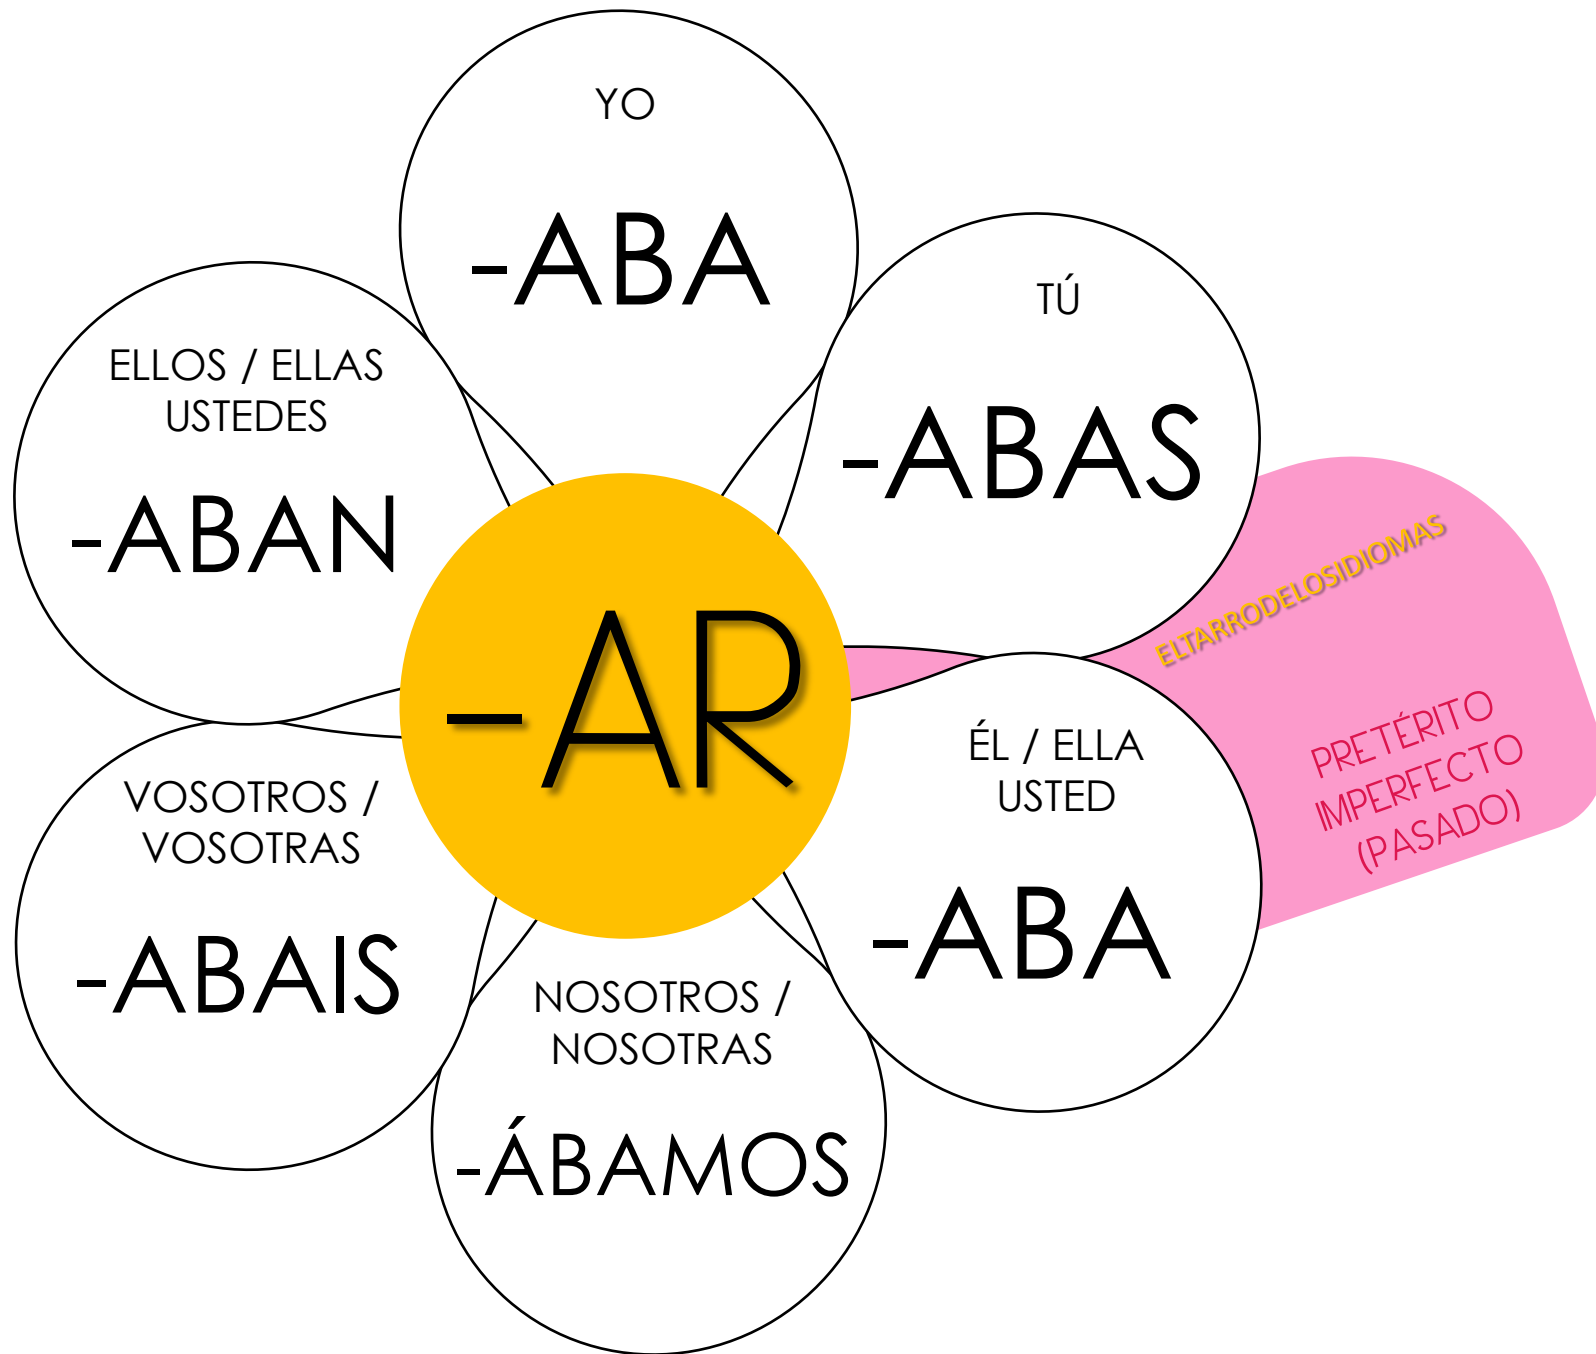 YO
-ABA
TÚ
-ABAS
ÉL / ELLA
USTED
-ABA
NOSOTROS /
NOSOTRAS
-ÁBAMOS
VOSOTROS /
VOSOTRAS
-ABAIS
ELLOS / ELLAS
USTEDES
-ABAN
-AR
ELTARRODELOSIDIOMAS
PRETÉRITO
IMPERFECTO
(PASADO)